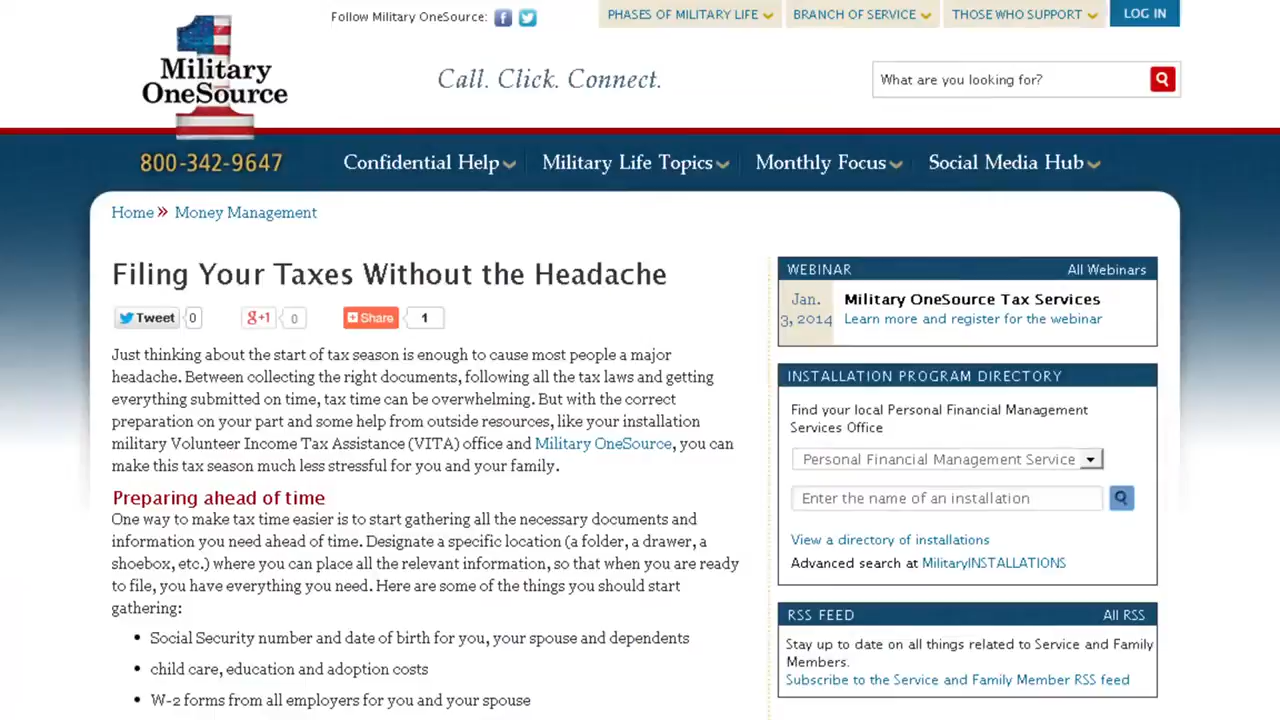 Follow Military OneSource:
PHASES OF MILITARY LIFE
BRANCH OF SERVICE
THOSE WHO SUPPORT
LOG IN
1
Military
OneSource
Call. Click. Connect.
What are you looking for?
800-342-9647
Confidential Help
Military Life Topics
Monthly Focus
Social Media Hub
Home » Money Management
Filing Your Taxes Without the Headache
Tweet 0
g+1 0
Share 1
Just thinking about the start of tax season is enough to cause most people a major
headache. Between collecting the right documents, following all the tax laws and getting
everything submitted on time, tax time can be overwhelming. But with the correct
preparation on your part and some help from outside resources, like your installation
military Volunteer Income Tax Assistance (VITA) office and Military OneSource, you can
make this tax season much less stressful for you and your family.
Preparing ahead of time
One way to make tax time easier is to start gathering all the necessary documents and
information you need ahead of time. Designate a specific location (a folder, a drawer, a
shoebox, etc.) where you can place all the relevant information, so that when you are ready
to file, you have everything you need. Here are some of the things you should start
gathering:
• Social Security number and date of birth for you, your spouse and dependents
• child care, education and adoption costs
• W-2 forms from all employers for you and your spouse
WEBINAR
All Webinars
Jan.
3, 2014
Military OneSource Tax Services
Learn more and register for the webinar
INSTALLATION PROGRAM DIRECTORY
Find your local Personal Financial Management
Services Office
Personal Financial Management Service
Enter the name of an installation
View a directory of installations
Advanced search at MilitaryINSTALLATIONS
RSS FEED
All RSS
Stay up to date on all things related to Service and Family
Members.
Subscribe to the Service and Family Member RSS feed